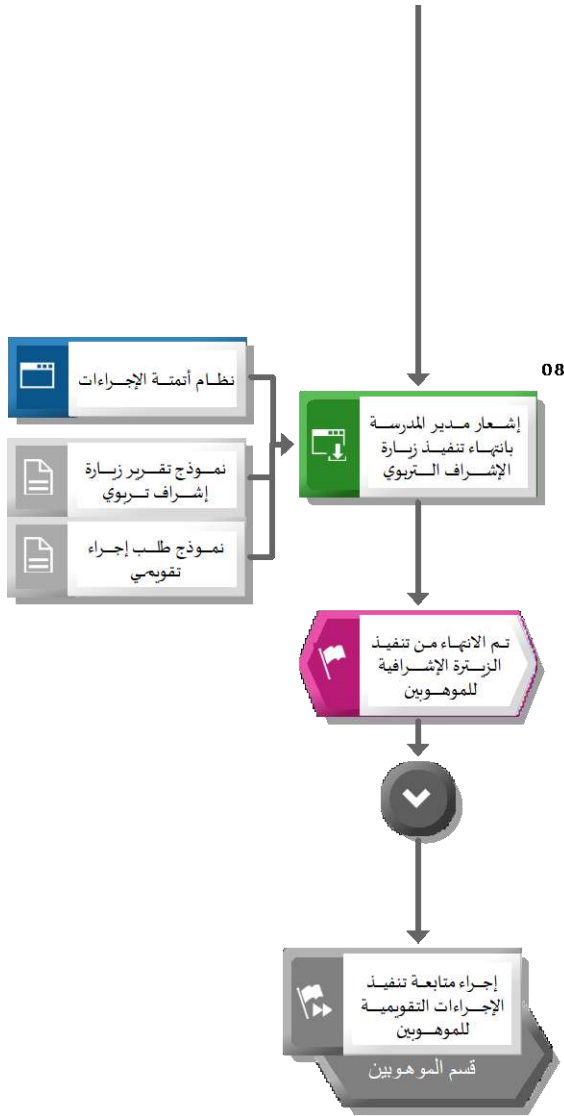 08
نظام أتمتة الإجراءات
إشعار مدير المدرسة
بانتهاء تنفيذ زيارة
الإشراف التربوي
نموذج تقرير زيارة
إشراف تربوي
نموذج طلب إجراء
تقويمي
تم الانتهاء من تنفيذ
الزيترة الإشرافية
للموهوبين
إجراء متابعة تنفيذ
الإجراءات التقويمية
للموهوبين
قسم الموهوبين